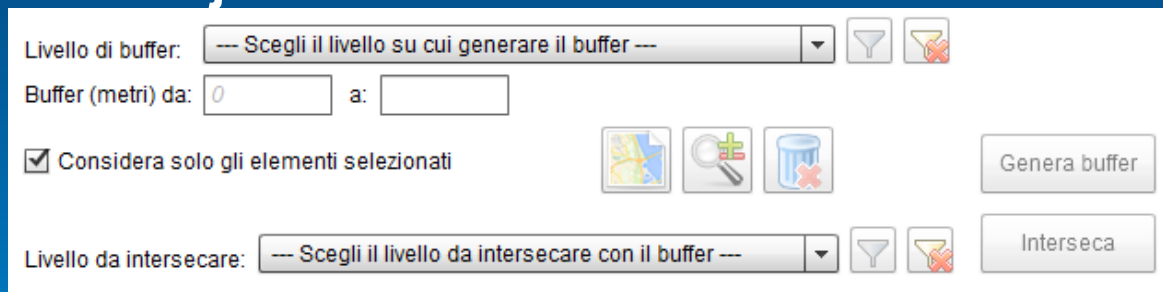 Livello di buffer: --- Scegli il livello su cui generare il buffer ---
Buffer (metri) da: 0 a:
Considera solo gli elementi selezionati
Genera buffer
Livello da intersecare: --- Scegli il livello da intersecare con il buffer ---
Interseca